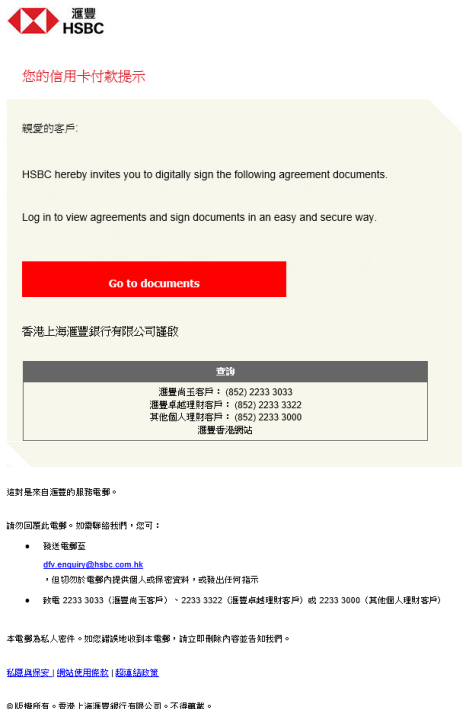 滙豐
HSBC
您的信用卡付款提示
親愛的客戶:
HSBC hereby invites you to digitally sign the following agreement documents.
Log in to view agreements and sign documents in an easy and secure way.
Go to documents
香港上海滙豐銀行有限公司謹啟
查詢
滙豐尚玉客戶： (852) 2233 3033
滙豐卓越理財客戶： (852) 2233 3322
其他個人理財客戶： (852) 2233 3000
滙豐香港網站
這封是來自滙豐的服務電郵。
請勿回覆此電郵。如需聯絡我們，您可：
• 發送電郵至
dfv.enquiry@hsbc.com.hk
，但切勿於電郵內提供個人或保密資料，或發出任何指示
• 致電 2233 3033（滙豐尚玉客戶）、2233 3322（滙豐卓越理財客戶）或 2233 3000（其他個人理財客戶）
本電郵為私人密件。如您錯誤地收到本電郵，請立即刪除內容並告知我們。
私隱與保安 | 網站使用條款 | 超連結政策
© 版權所有。香港上海滙豐銀行有限公司。不得轉載。